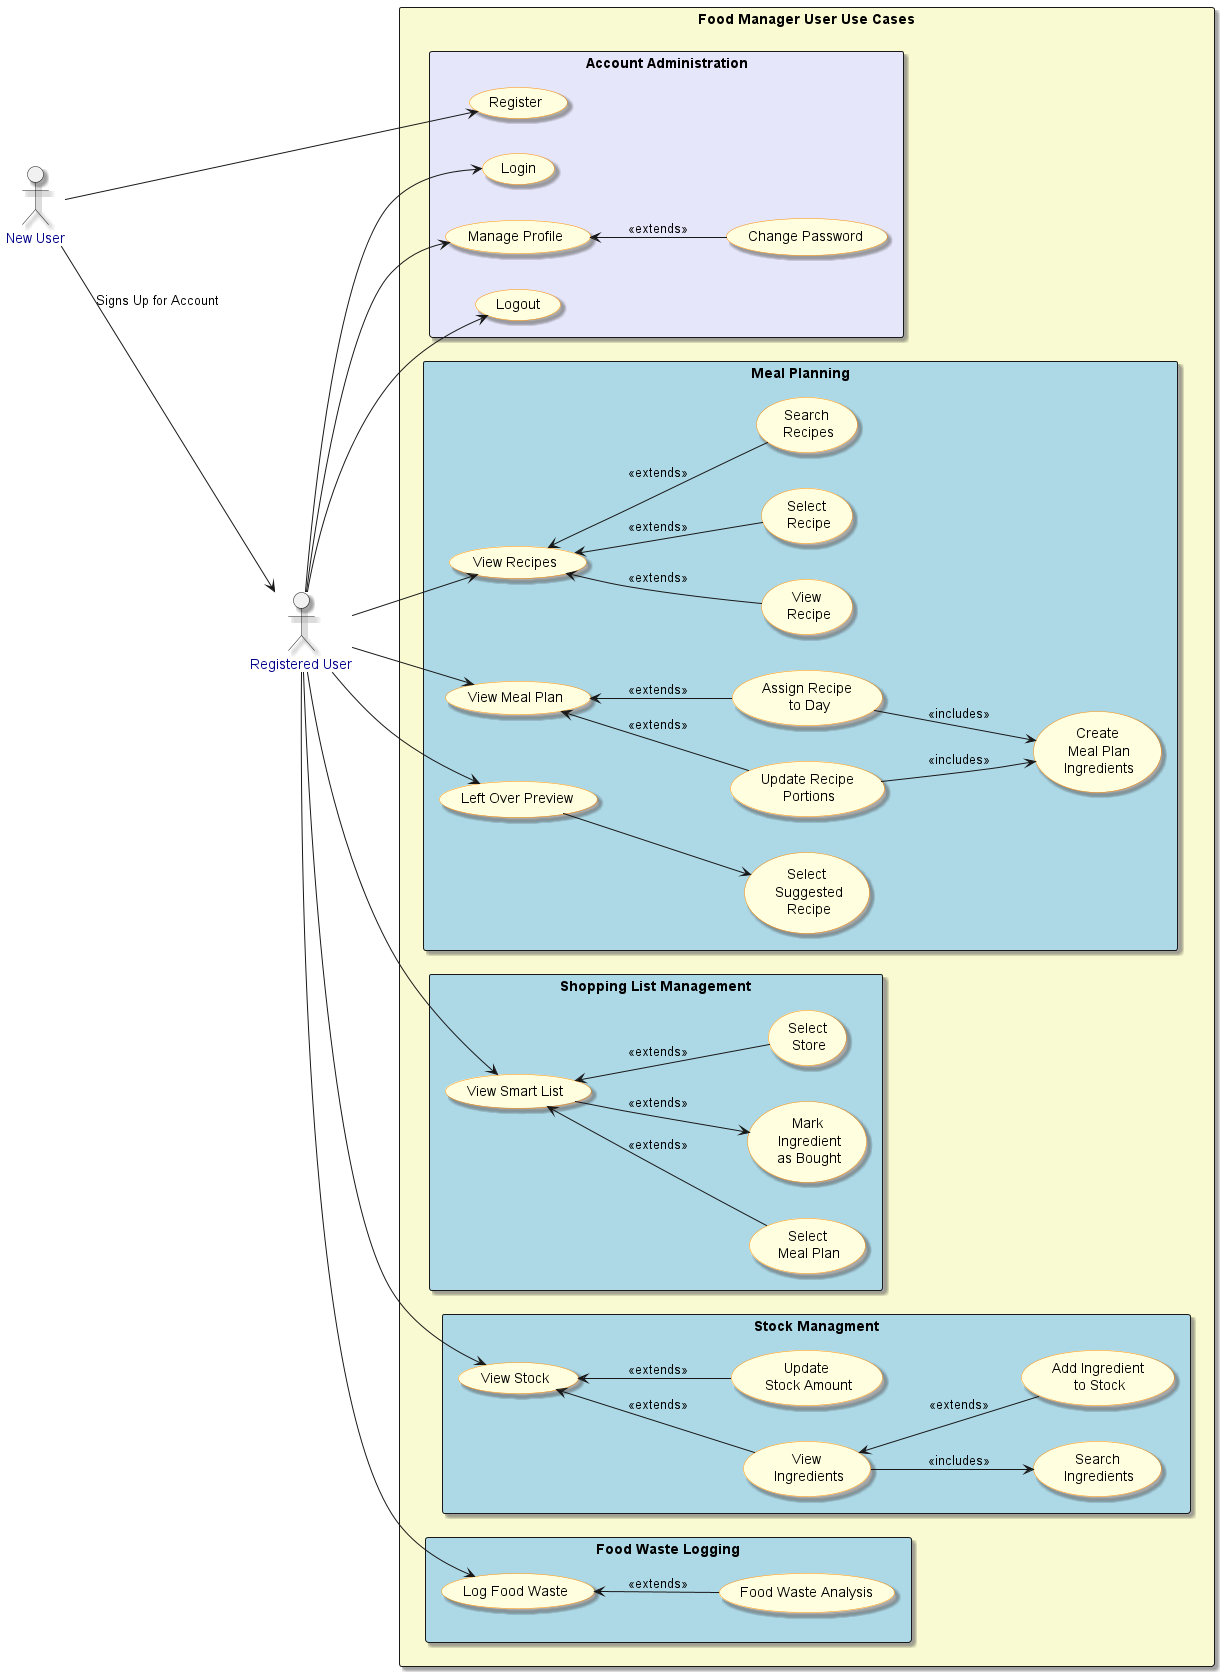 Food Manager User Use Cases
Account Administration
Register
Login
Manage Profile
«extends»
Change Password
Logout
New User
Signs Up for Account
Registered User
Meal Planning
Search
Recipes
«extends»
Select
Recipe
«extends»
View Recipes
«extends»
View
Recipe
View Meal Plan
«extends»
Assign Recipe
to Day
«includes»
«extends»
Update Recipe
Portions
«includes»
Create
Meal Plan
Ingredients
Left Over Preview
Select
Suggested
Recipe
Shopping List Management
Select
Store
«extends»
View Smart List
«extends»
Mark
Ingredient
as Bought
«extends»
Select
Meal Plan
Stock Managment
View Stock
«extends»
Update
Stock Amount
Add Ingredient
to Stock
«extends»
«extends»
View
Ingredients
«includes»
Search
Ingredients
Food Waste Logging
Log Food Waste
«extends»
Food Waste Analysis